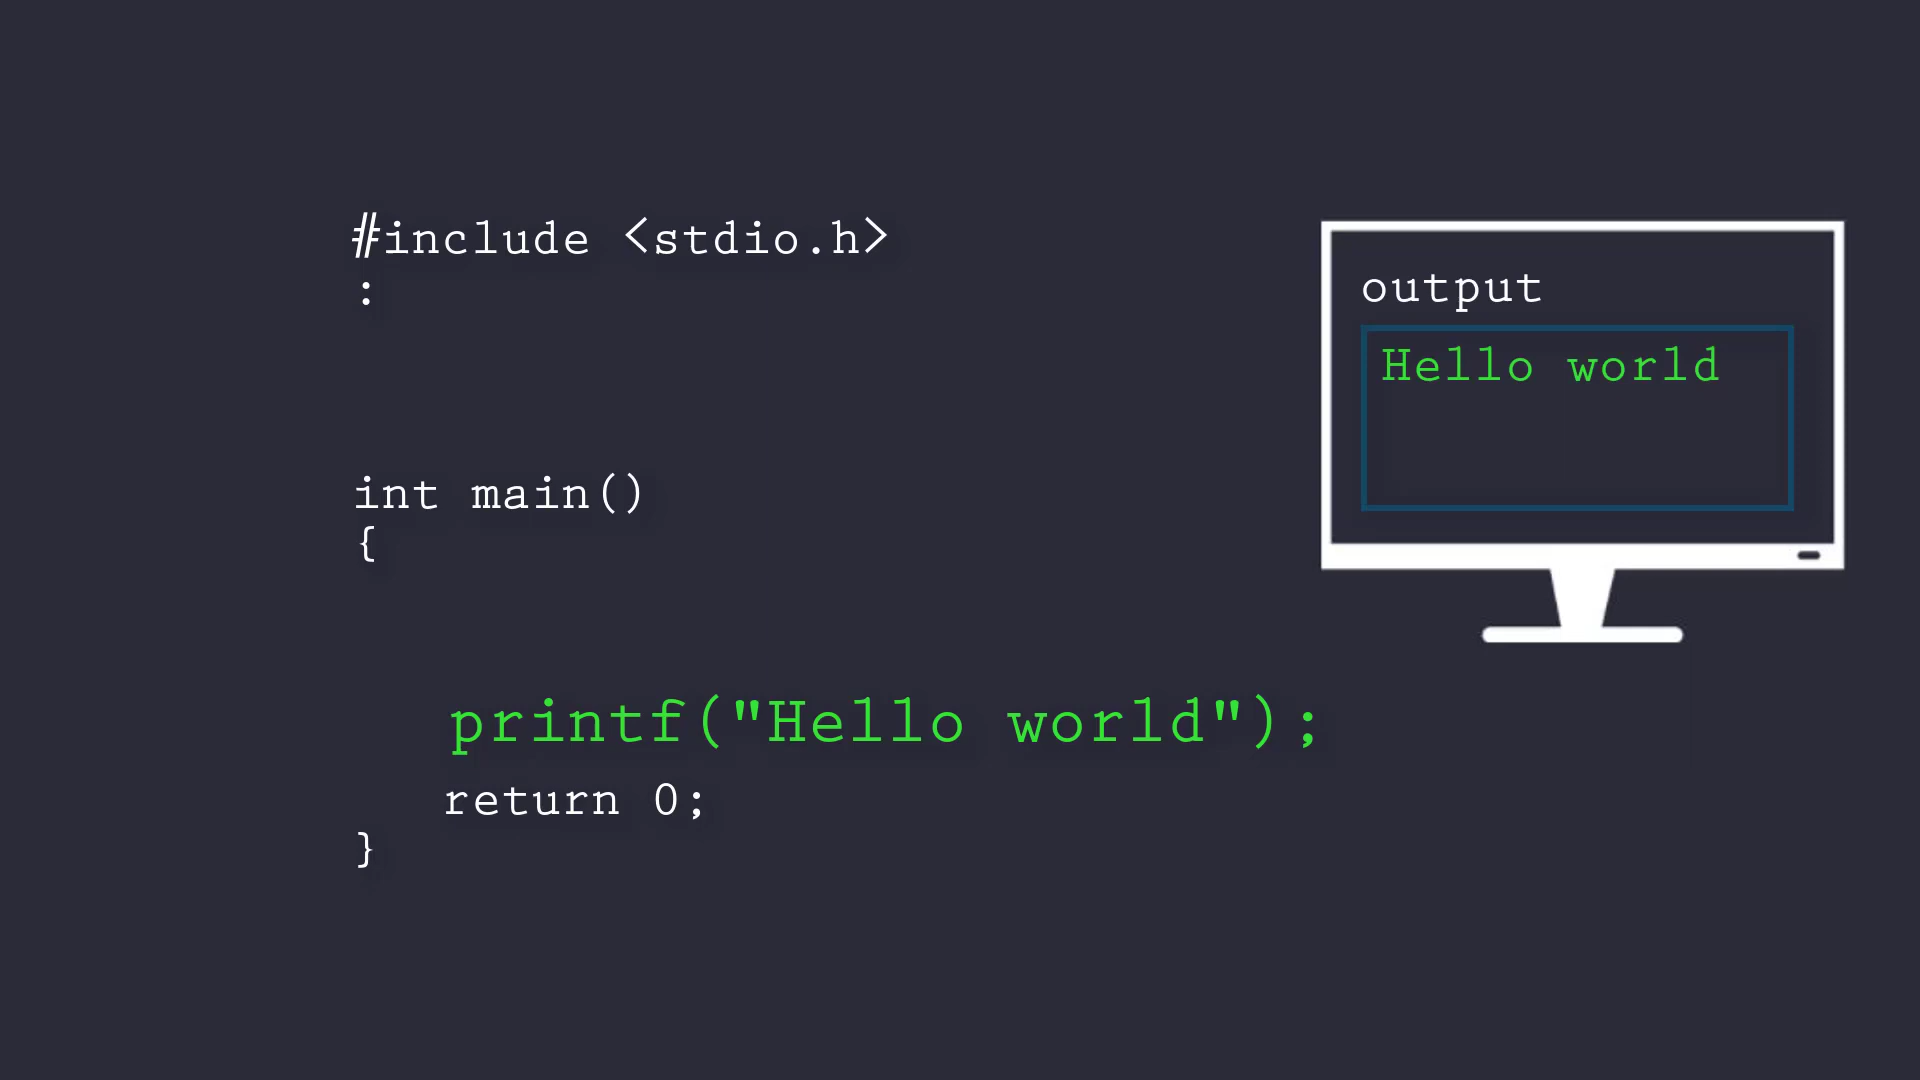 #include <stdio.h>
:
int main()
{
printf("Hello world");
return 0;
}
output
Hello world